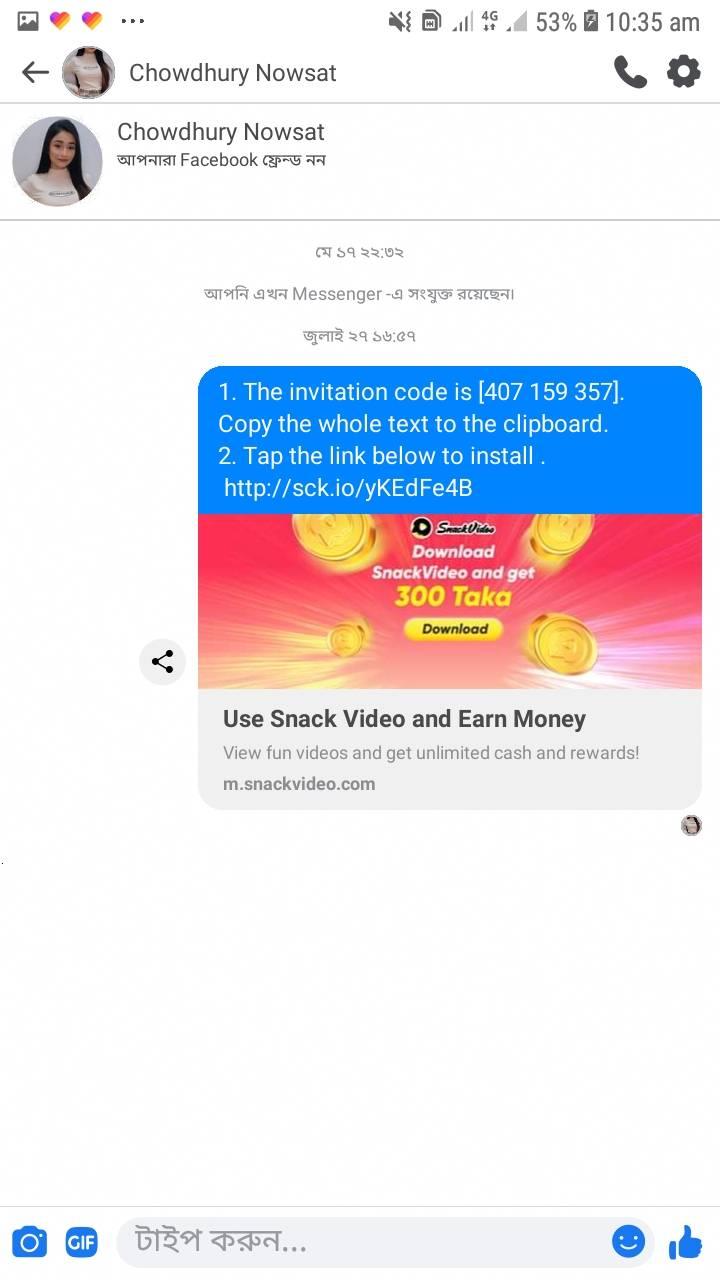 53% 10:35 am
4G
Chowdhury Nowsat
Chowdhury Nowsat
আপনারা Facebook ফ্রেন্ড নন
মে ১৭ ২২:৩২
আপনি এখন Messenger -এ সংযুক্ত রয়েছেন।
জুলাই ২৭ ১৬:৫৭
1. The invitation code is [407 159 357].
Copy the whole text to the clipboard.
2. Tap the link below to install .
http://sck.io/yKEdFe4B
SnackVideo
Download
SnackVideo and get
300 Taka
Download
Use Snack Video and Earn Money
View fun videos and get unlimited cash and rewards!
m.snackvideo.com
GIF
টাইপ করুন...